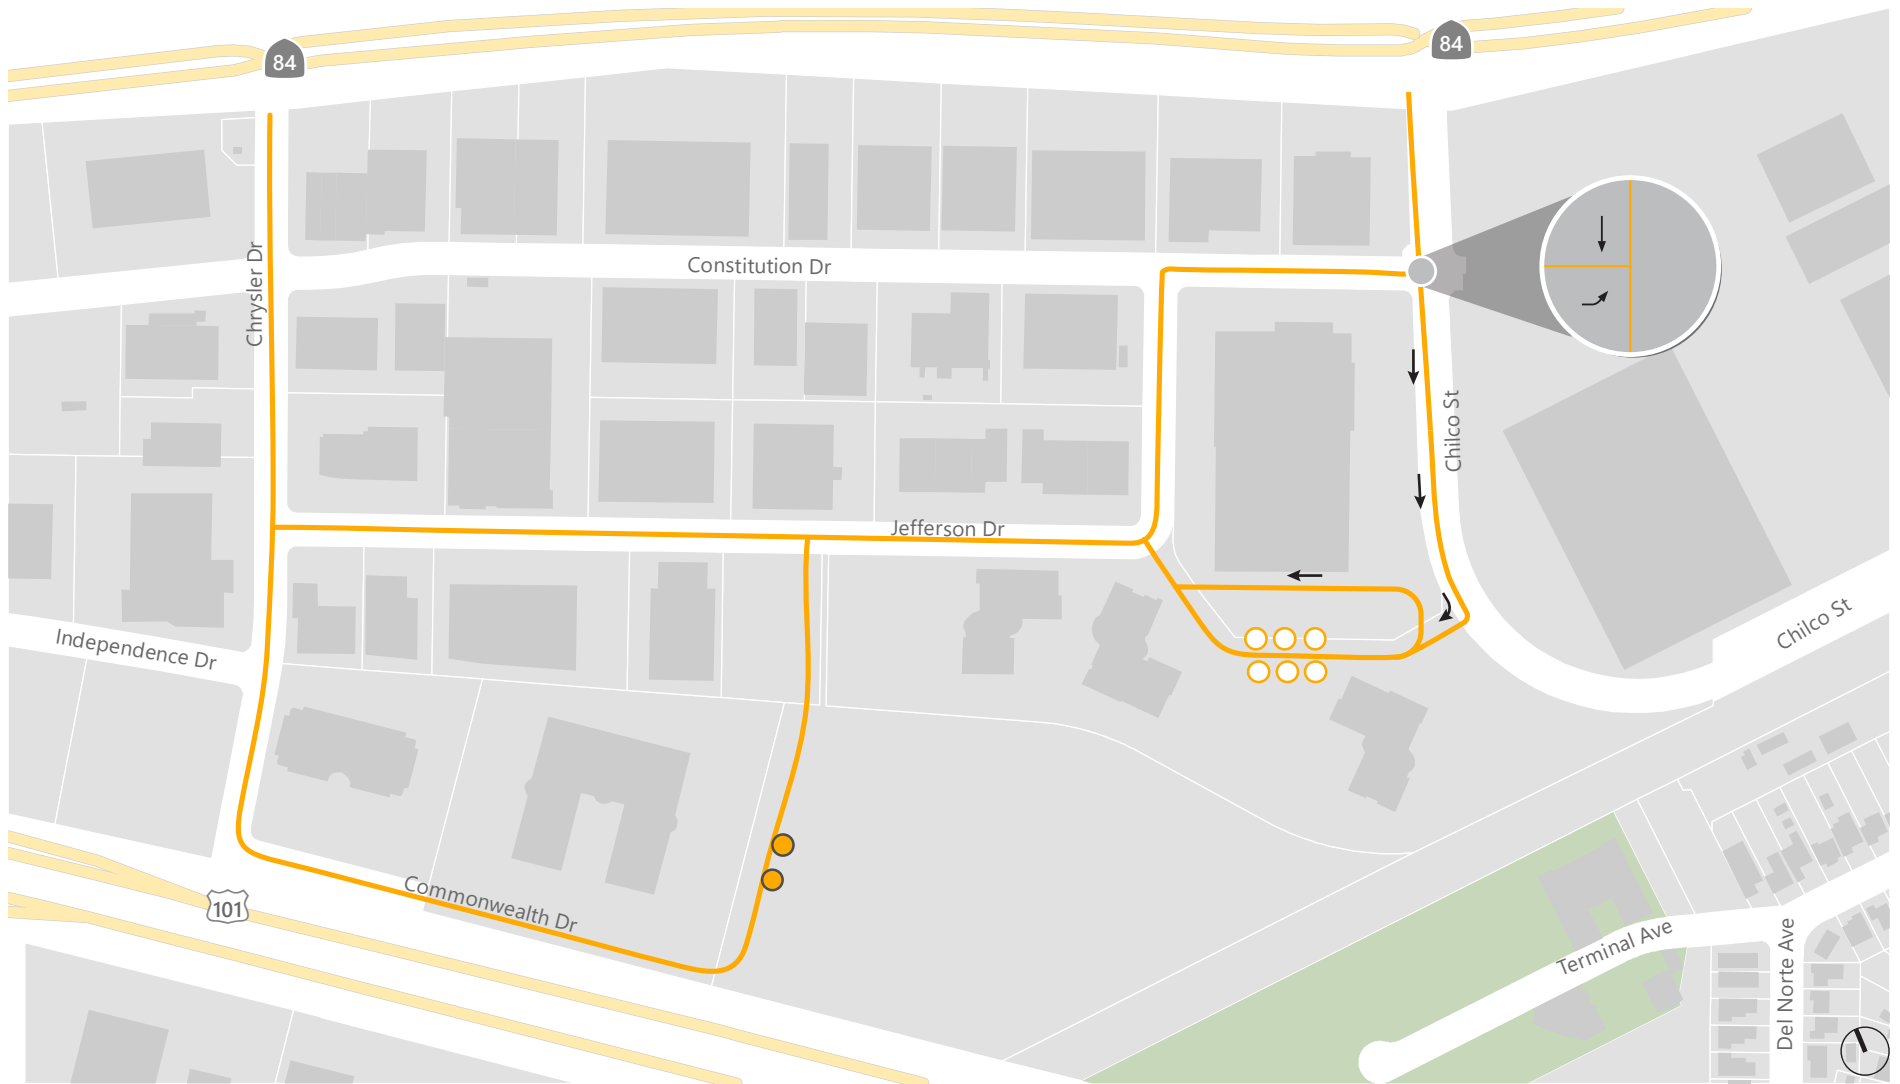 84
84
Constitution Dr
Chrysler Dr
Chilco St
Jefferson Dr
Chilco St
Independence Dr
Commonwealth Dr
101
Terminal Ave
Del Norte Ave